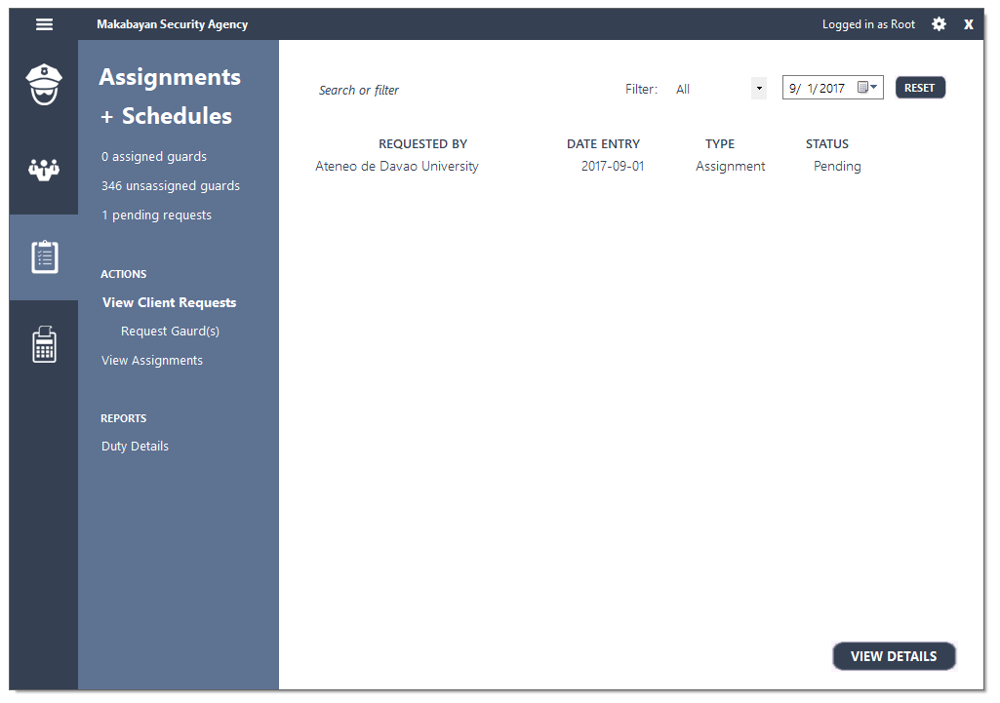 Makabayan Security Agency
Logged in as Root
X
Assignments
+ Schedules
0 assigned guards
346 unassigned guards
1 pending requests
ACTIONS
View Client Requests
Request Gaurd(s)
View Assignments
REPORTS
Duty Details
Search or filter
Filter: All
9/ 1/2017
RESET
REQUESTED BY DATE ENTRY TYPE STATUS
Ateneo de Davao University 2017-09-01 Assignment Pending
VIEW DETAILS